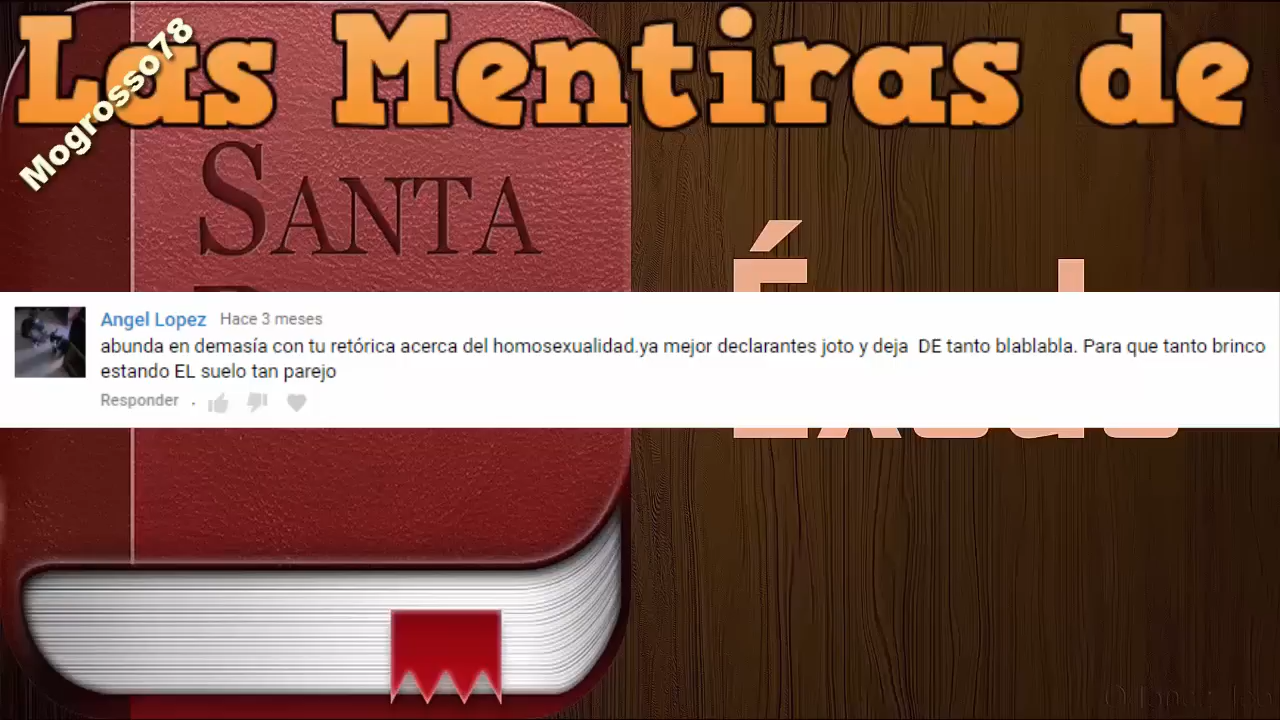 Las Mentiras de
Mogrosso78
SANTA
Angel Lopez Hace 3 meses
abunda en demasía con tu retórica acerca del homosexualidad.ya mejor declarantes joto y deja DE tanto blablabla. Para que tanto brinco
estando EL suelo tan parejo
Responder .